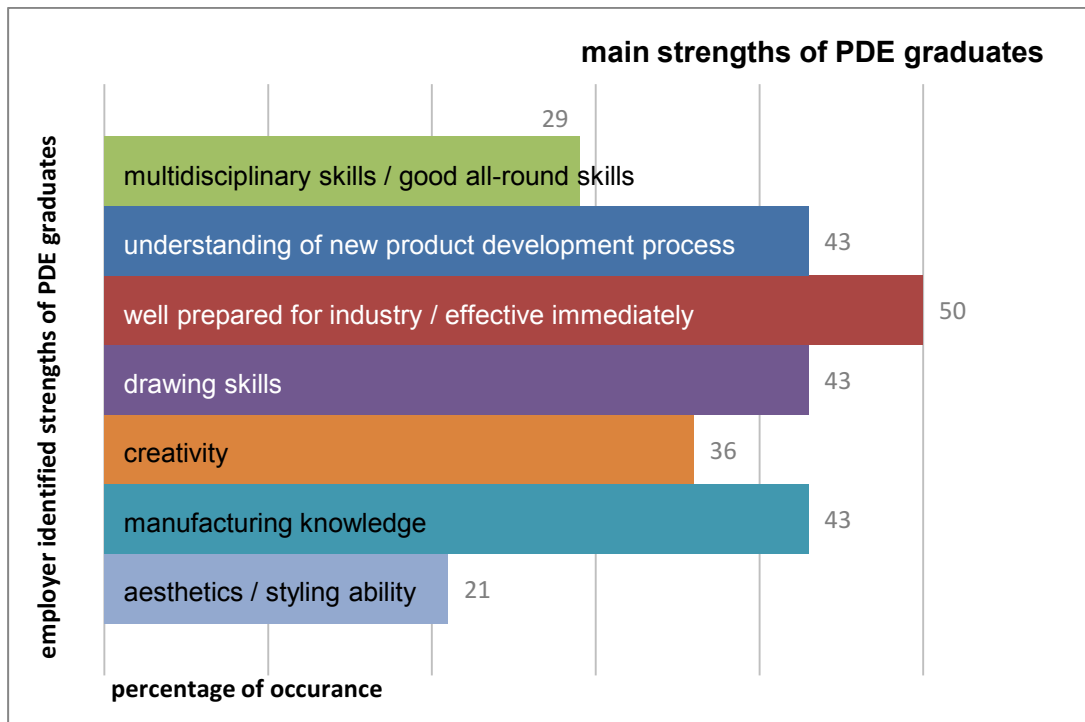 main strengths of PDE graduates
employer identified strengths of PDE graduates
29
multidisciplinary skills / good all-round skills
understanding of new product development process 43
well prepared for industry / effective immediately 50
drawing skills 43
creativity 36
manufacturing knowledge 43
aesthetics / styling ability 21
percentage of occurance